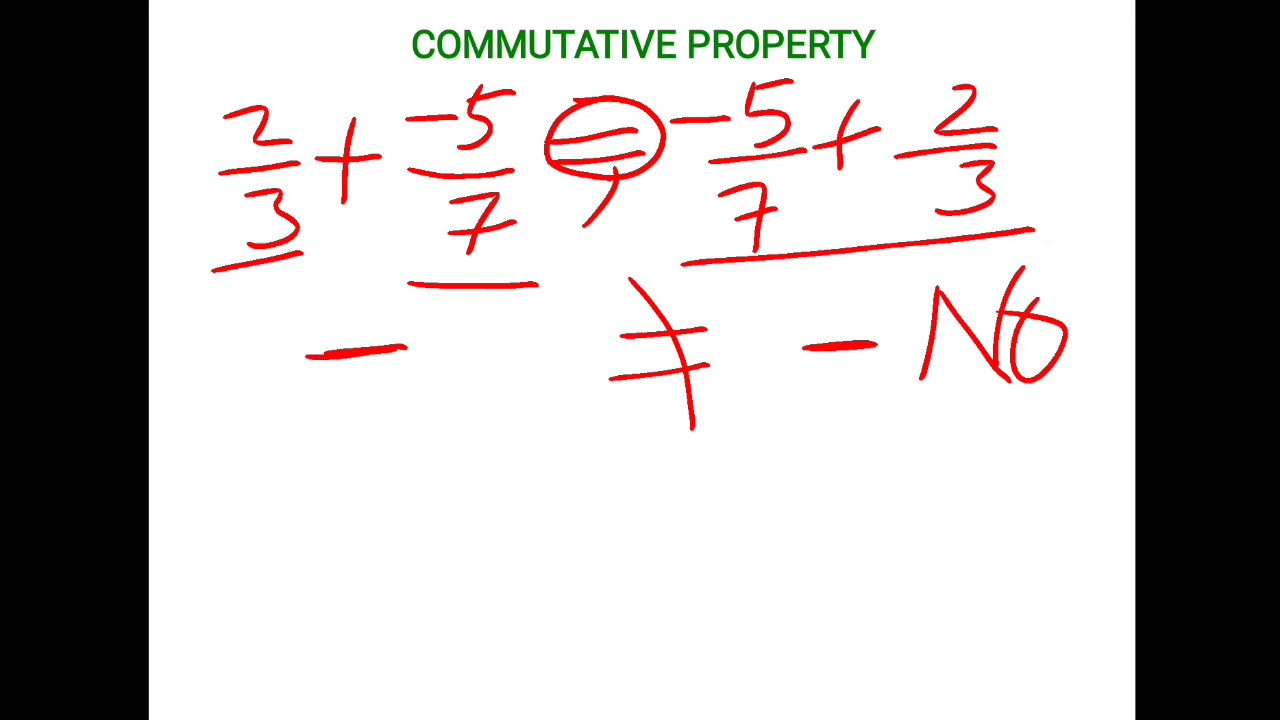 COMMUTATIVE PROPERTY
2/3 + -5/7 = -5/7 + 2/3
- ≠ - NO